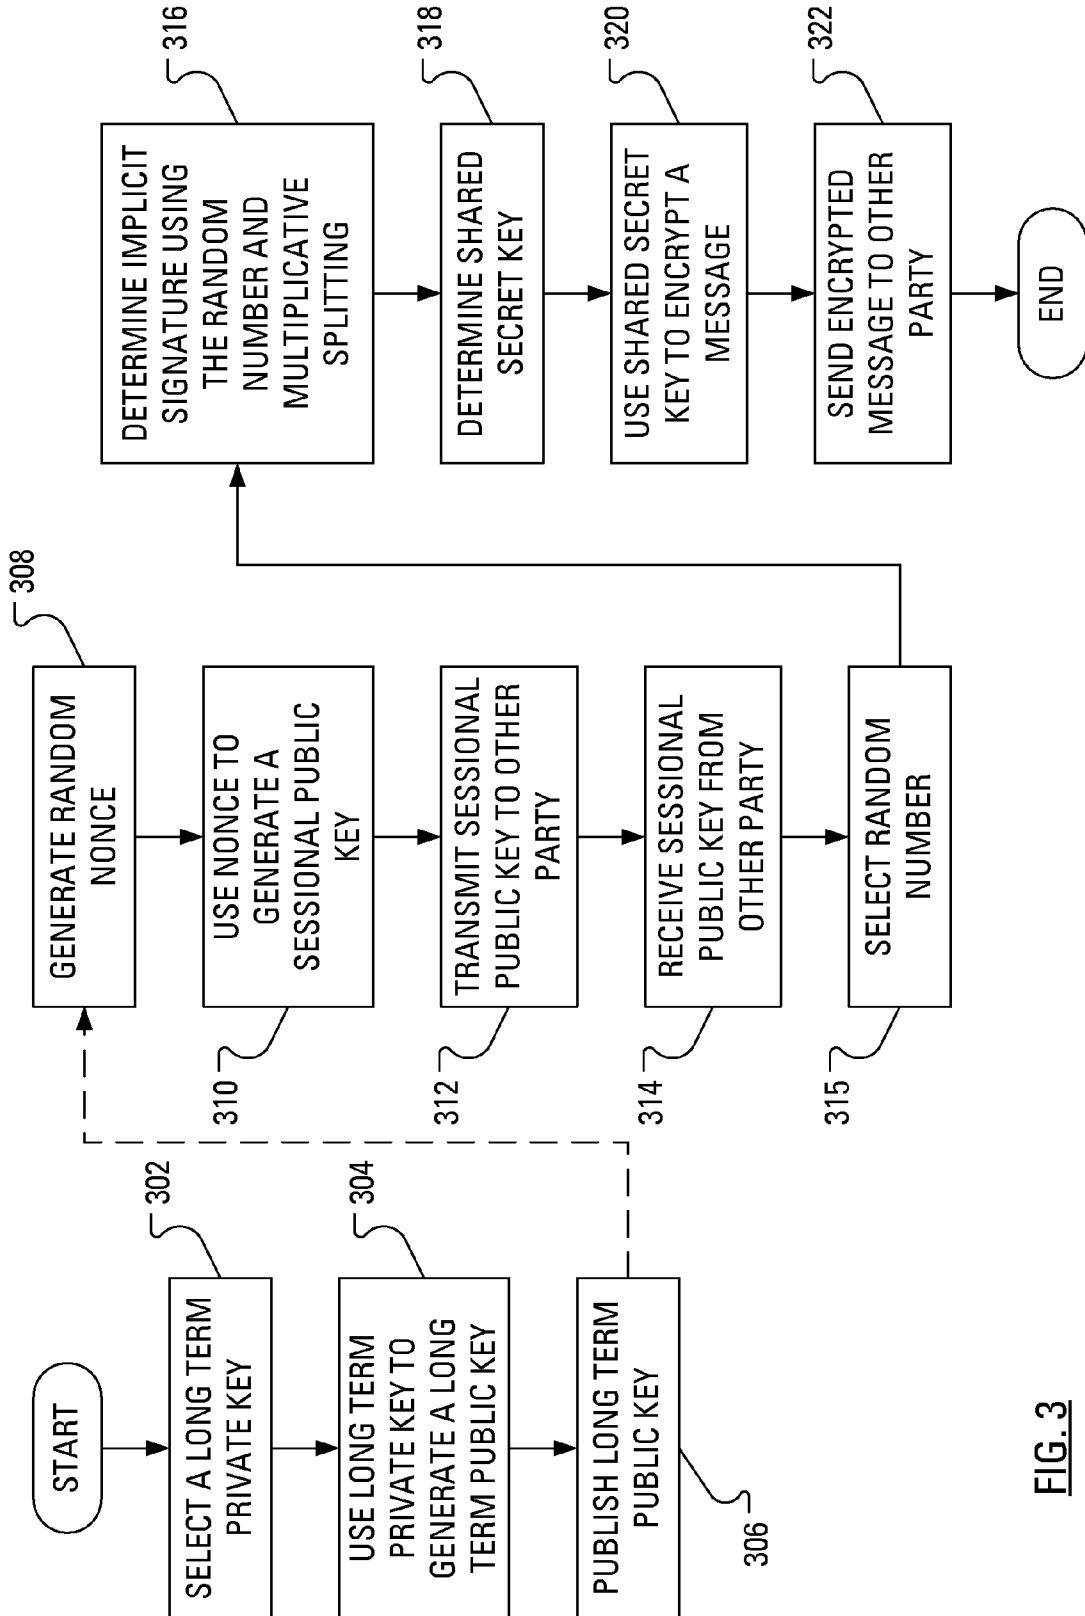 START
SELECT A LONG TERM
PRIVATE KEY
302
USE LONG TERM
PRIVATE KEY TO
GENERATE A LONG
TERM PUBLIC KEY
304
PUBLISH LONG TERM
PUBLIC KEY
306
GENERATE RANDOM
NONCE
308
USE NONCE TO
GENERATE A
SESSIONAL PUBLIC
KEY
310
TRANSMIT SESSIONAL
PUBLIC KEY TO OTHER
PARTY
312
RECEIVE SESSIONAL
PUBLIC KEY FROM
OTHER PARTY
314
SELECT RANDOM
NUMBER
315
DETERMINE IMPLICIT
SIGNATURE USING
THE RANDOM
NUMBER AND
MULTIPLICATIVE
SPLITTING
316
DETERMINE SHARED
SECRET KEY
318
USE SHARED SECRET
KEY TO ENCRYPT A
MESSAGE
320
SEND ENCRYPTED
MESSAGE TO OTHER
PARTY
322
END
FIG. 3